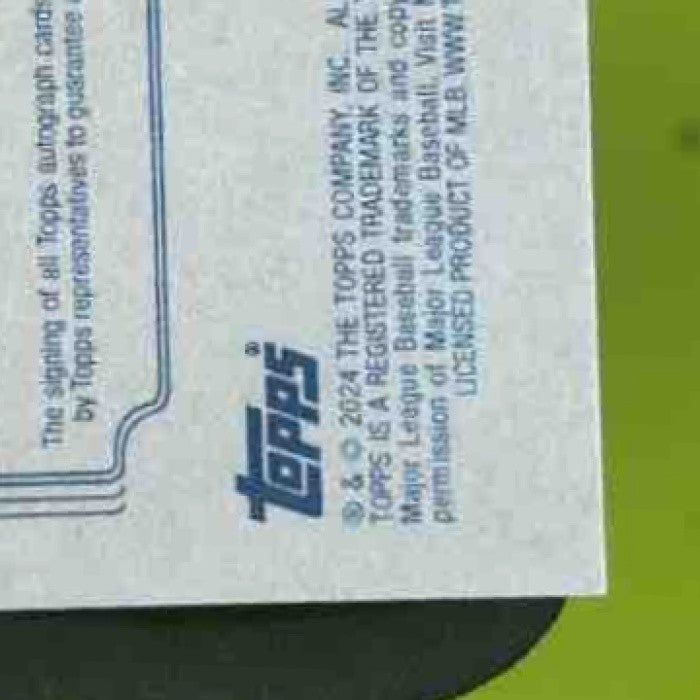 The signing of all Topps autograph cards
by Topps representatives to guarantee
Topps®
® & © 2024 THE TOPPS COMPANY, INC. AL
TOPPS IS A REGISTERED TRADEMARK OF THE
Major League Baseball trademarks and copy
permission of Major League Baseball. Visit
LICENSED PRODUCT OF MLB WWW.